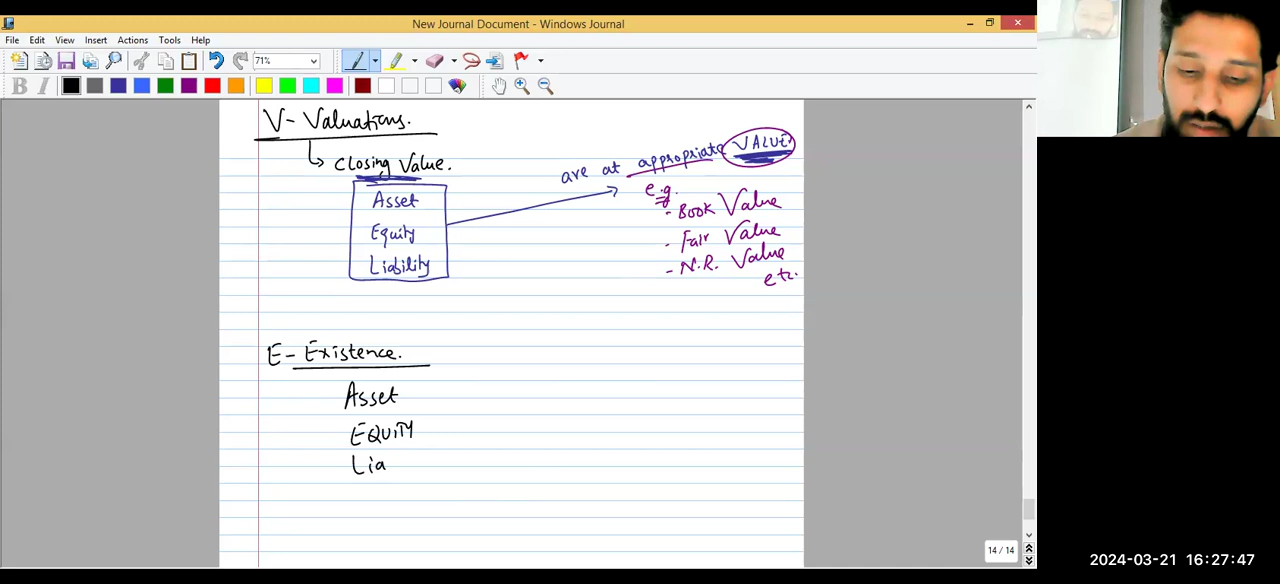 New Journal Document - Windows Journal
File Edit View Insert Actions Tools Help
71%
B I
V- Valuations.
Closing Value.
are at appropriate VALUE
Asset
Equity
Liability
e.g.
- Book Value
- Fair Value
- N.R. Value
etc.
E- Existence.
Asset
EQUITY
Lia
14 / 14
2024-03-21 16:27:47